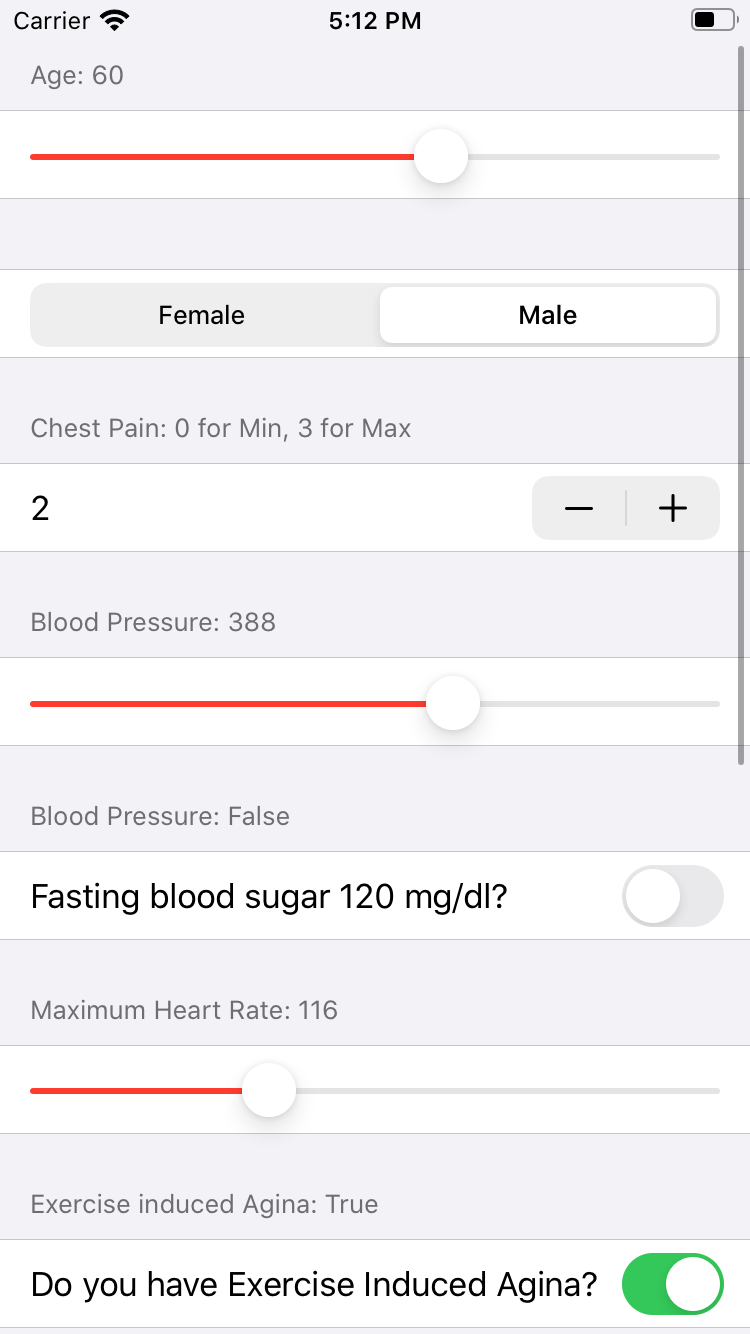 Carrier 5:12 PM
Age: 60
Female Male
Chest Pain: 0 for Min, 3 for Max
2
Blood Pressure: 388
Blood Pressure: False
Fasting blood sugar 120 mg/dl?
Maximum Heart Rate: 116
Exercise induced Agina: True
Do you have Exercise Induced Agina?